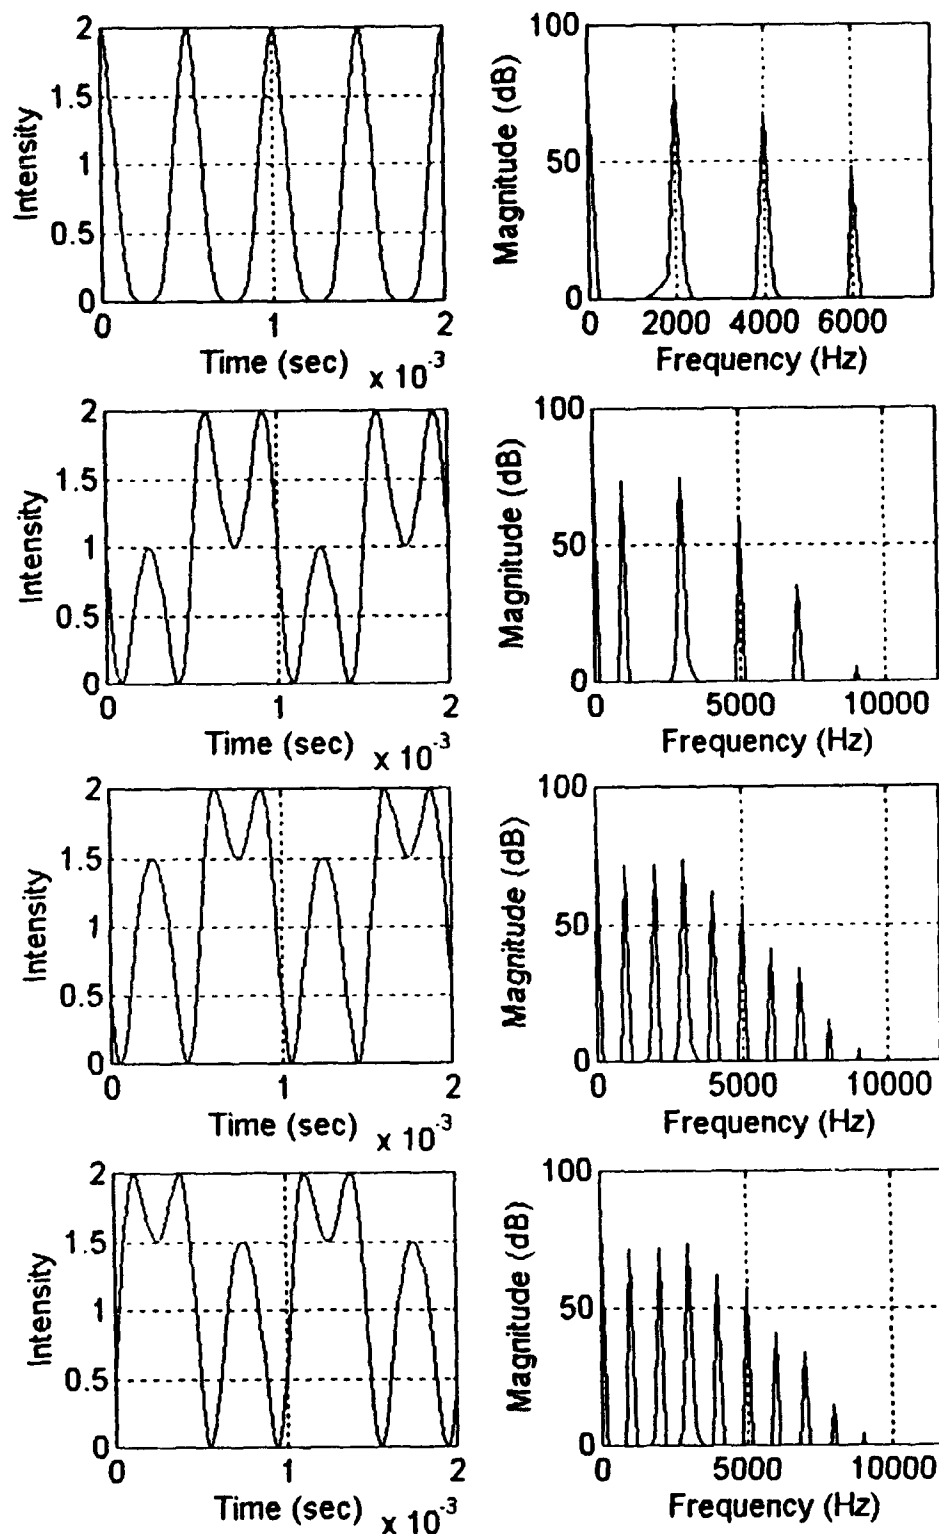 2
1.5
1
0.5
0
Intensity
0
1
2
Time (sec)
x 10-3
100
50
0
Magnitude (dB)
0
2000
4000
6000
Frequency (Hz)
2
1.5
1
0.5
0
Intensity
0
1
2
Time (sec)
x 10-3
100
50
0
Magnitude (dB)
0
5000
10000
Frequency (Hz)
2
1.5
1
0.5
0
Intensity
0
1
2
Time (sec)
x 10-3
100
50
0
Magnitude (dB)
0
5000
10000
Frequency (Hz)
2
1.5
1
0.5
0
Intensity
0
1
2
Time (sec)
x 10-3
100
50
0
Magnitude (dB)
0
5000
10000
Frequency (Hz)